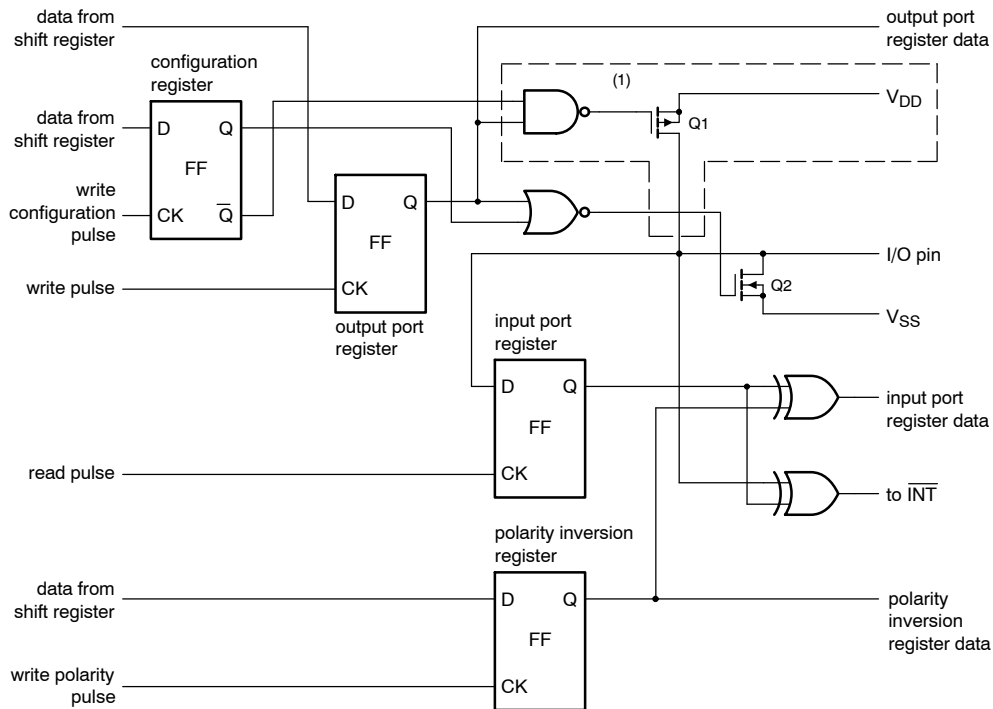 data from
shift register
output port
register data
configuration
register
(1)
VDD
Q1
data from
shift register
D
Q
FF
write
configuration
pulse
CK
Q
D
Q
FF
I/O pin
Q2
write pulse
CK
VSS
output port
register
input port
register
D
Q
FF
input port
register data
read pulse
CK
to INT
polarity inversion
register
data from
shift register
D
Q
FF
polarity
inversion
register data
write polarity
pulse
CK